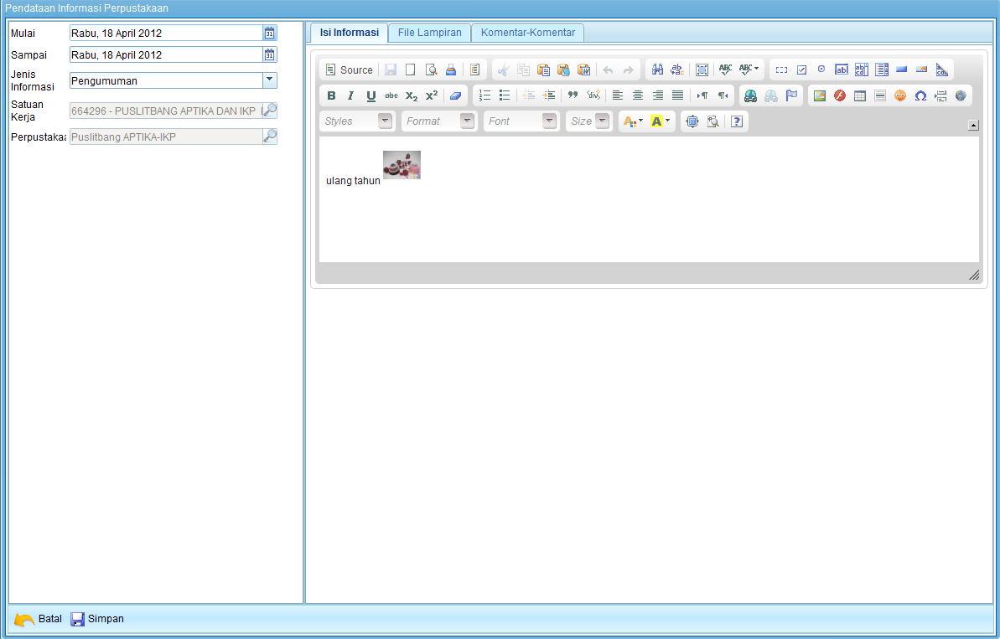 Pendataan Informasi Perpustakaan
Mulai
Rabu, 18 April 2012
Sampai
Rabu, 18 April 2012
Jenis
Informasi
Pengumuman
Satuan
Kerja
664296 - PUSLITBANG APTIKA DAN IKP
Perpustakaa
Puslitbang APTIKA-IKP
Isi Informasi
File Lampiran
Komentar-Komentar
Source
Styles
Format
Font
Size
ulang tahun
Batal
Simpan